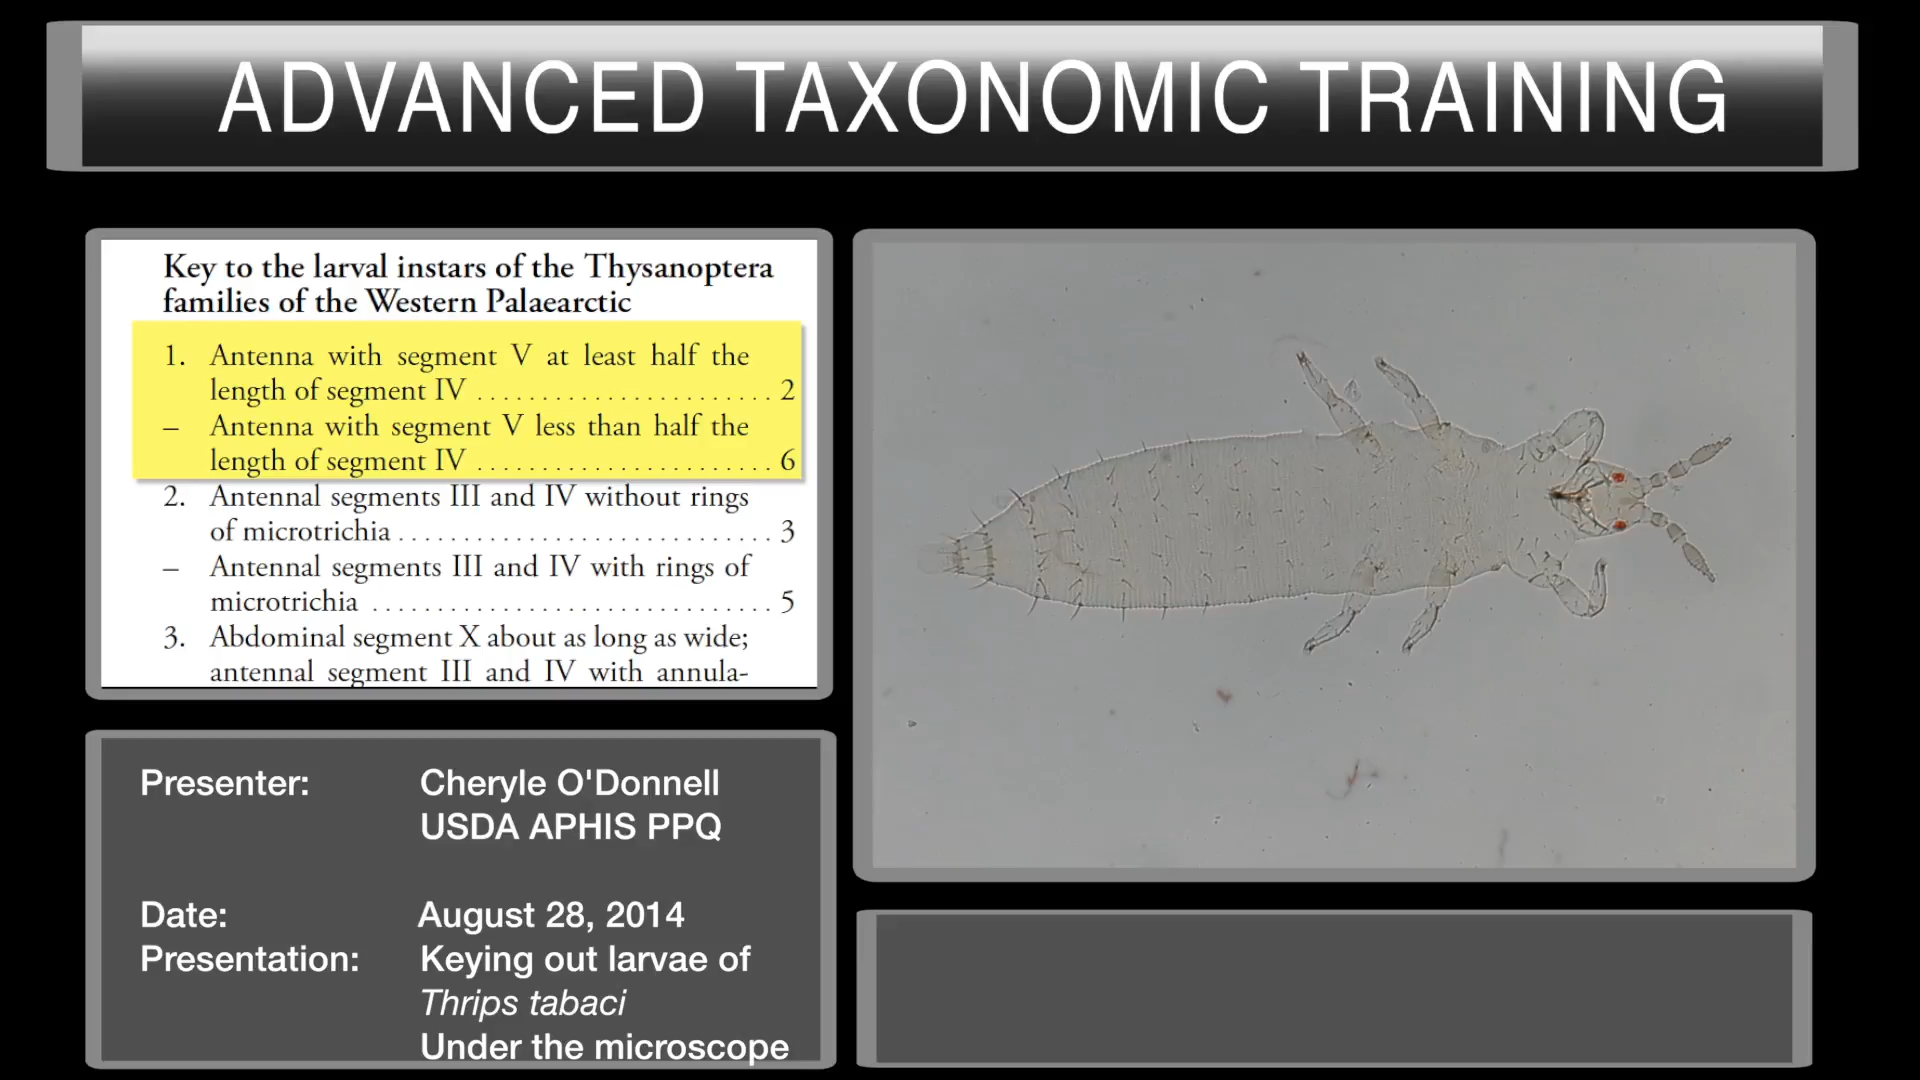 ADVANCED TAXONOMIC TRAINING
Key to the larval instars of the Thysanoptera
families of the Western Palaearctic
1. Antenna with segment V at least half the
length of segment IV ........................ 2
– Antenna with segment V less than half the
length of segment IV ........................ 6
2. Antennal segments III and IV without rings
of microtrichia .............................. 3
– Antennal segments III and IV with rings of
microtrichia ................................ 5
3. Abdominal segment X about as long as wide;
antennal segment III and IV with annula-
Presenter: Cheryle O'Donnell
USDA APHIS PPQ
Date: August 28, 2014
Presentation: Keying out larvae of
Thrips tabaci
Under the microscope